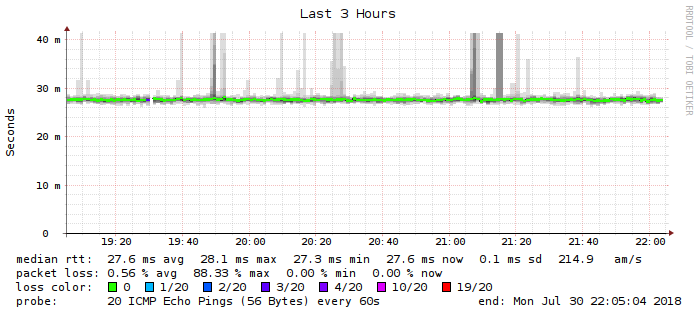 Last 3 Hours
RRDTOOL / TOBI OETIKER
Seconds
40 m
30 m
20 m
10 m
0
19:20 19:40 20:00 20:20 20:40 21:00 21:20 21:40 22:00
median rtt: 27.6 ms avg 28.1 ms max 27.3 ms min 27.6 ms now 0.1 ms sd 214.9 am/s
packet loss: 0.56 % avg 88.33 % max 0.00 % min 0.00 % now
loss color: 0 1/20 2/20 3/20 4/20 10/20 19/20
probe: 20 ICMP Echo Pings (56 Bytes) every 60s end: Mon Jul 30 22:05:04 2018